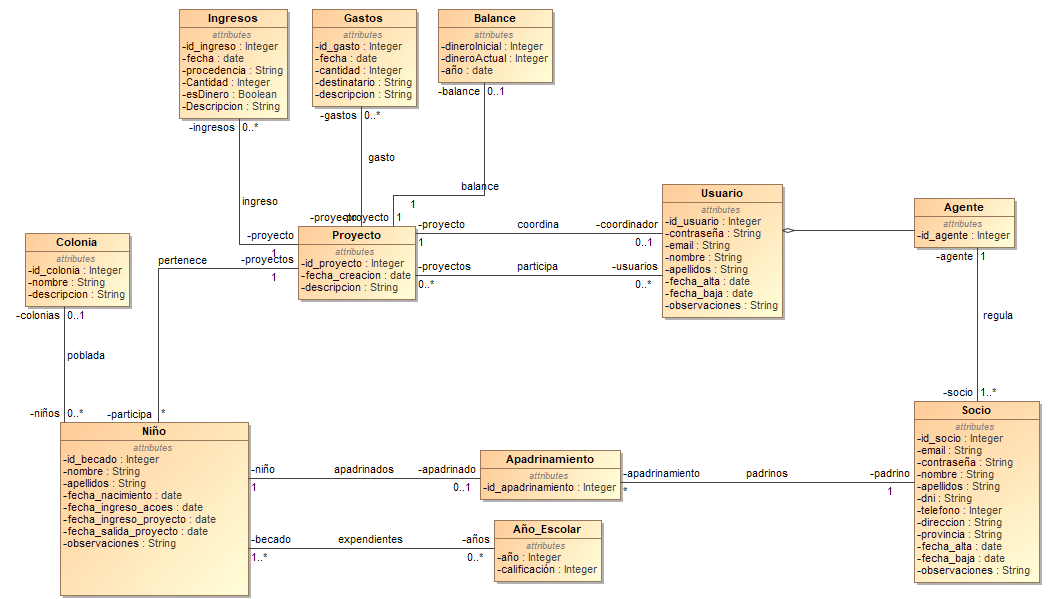 Ingresos
attributes
-id_ingreso : Integer
-fecha : date
-procedencia : String
-Cantidad : Integer
-esDinero : Boolean
-Descripcion : String
Gastos
attributes
-id_gasto : Integer
-fecha : date
-cantidad : Integer
-destinatario : String
-descripcion : String
Balance
attributes
-dineroInicial : Integer
-dineroActual : Integer
-año : date
-ingresos 0..*
-gastos 0..*
-balance 0..1
ingreso
gasto
balance
1
-proyecto
-proyecto 1
-proyecto
1
-proyectos
1
pertenece
Proyecto
attributes
-id_proyecto : Integer
-fecha_creacion : date
-descripcion : String
-proyecto coordina -coordinador
1 0..1
-proyectos participa -usuarios
0..* 0..*
Usuario
attributes
-id_usuario : Integer
-contraseña : String
-email : String
-nombre : String
-apellidos : String
-fecha_alta : date
-fecha_baja : date
-observaciones : String
Agente
attributes
-id_agente : Integer
-agente 1
regula
-socio 1..*
Colonia
attributes
-id_colonia : Integer
-nombre : String
-descripcion : String
-colonias 0..1
poblada
-niños 0..*
-participa *
Niño
attributes
-id_becado : Integer
-nombre : String
-apellidos : String
-fecha_nacimiento : date
-fecha_ingreso_acoes : date
-fecha_ingreso_proyecto : date
-fecha_salida_proyecto : date
-observaciones : String
-niño apadrinados -apadrinado
1 0..1
Apadrinamiento
attributes
-id_apadrinamiento : Integer
-apadrinamiento padrinos -padrino
* 1
-becado expendientes -años
1..* 0..*
Año_Escolar
attributes
-año : Integer
-calificación : Integer
Socio
attributes
-id_socio : Integer
-email : String
-contraseña : String
-nombre : String
-apellidos : String
-dni : String
-telefono : Integer
-direccion : String
-provincia : String
-fecha_alta : date
-fecha_baja : date
-observaciones : String